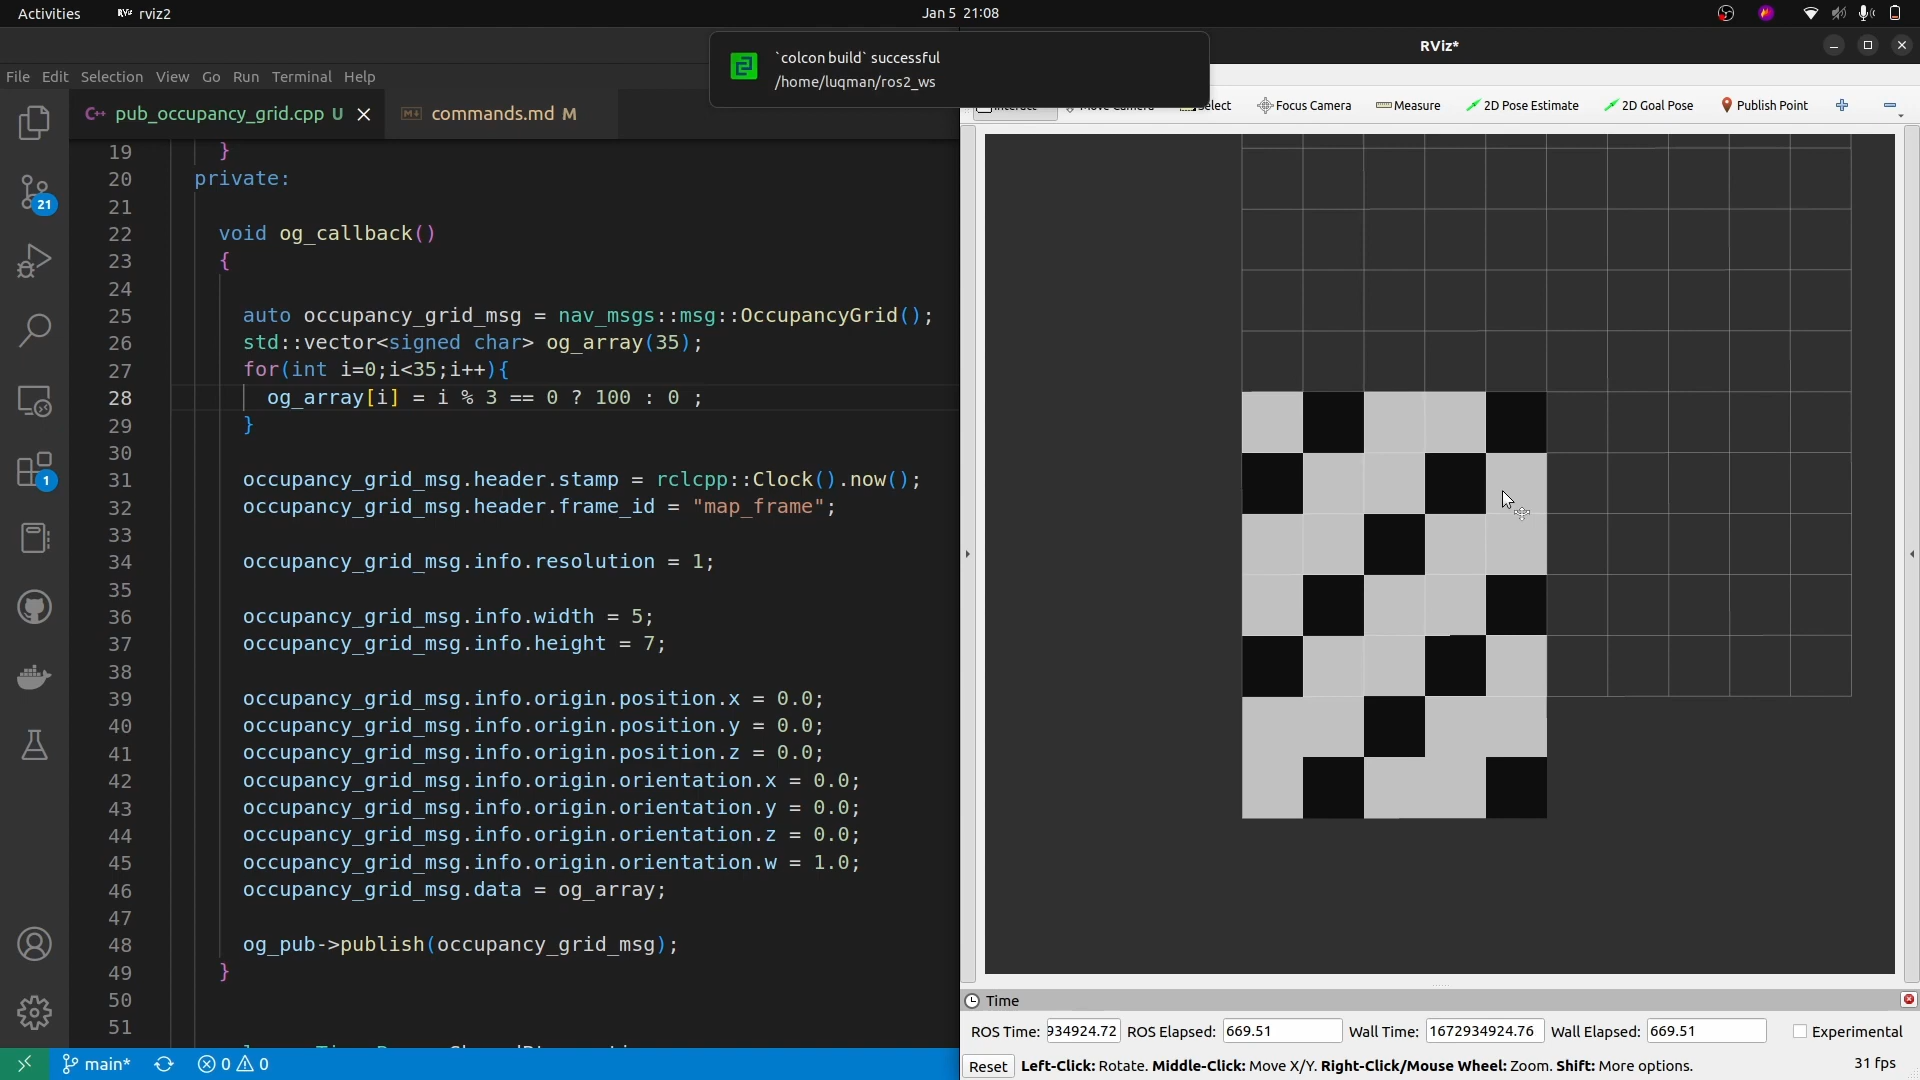 Activities rviz2 Jan 5 21:08
`colcon build` successful
/home/luqman/ros2_ws
RViz*
File Edit Selection View Go Run Terminal Help
pub_occupancy_grid.cpp U commands.md M
Select Focus Camera Measure 2D Pose Estimate 2D Goal Pose Publish Point
19 }
20 private:
21
22 void og_callback()
23 {
24
25 auto occupancy_grid_msg = nav_msgs::msg::OccupancyGrid();
26 std::vector<signed char> og_array(35);
27 for(int i=0;i<35;i++){
28 og_array[i] = i % 3 == 0 ? 100 : 0 ;
29 }
30
31 occupancy_grid_msg.header.stamp = rclcpp::Clock().now();
32 occupancy_grid_msg.header.frame_id = "map_frame";
33
34 occupancy_grid_msg.info.resolution = 1;
35
36 occupancy_grid_msg.info.width = 5;
37 occupancy_grid_msg.info.height = 7;
38
39 occupancy_grid_msg.info.origin.position.x = 0.0;
40 occupancy_grid_msg.info.origin.position.y = 0.0;
41 occupancy_grid_msg.info.origin.position.z = 0.0;
42 occupancy_grid_msg.info.origin.orientation.x = 0.0;
43 occupancy_grid_msg.info.origin.orientation.y = 0.0;
44 occupancy_grid_msg.info.origin.orientation.z = 0.0;
45 occupancy_grid_msg.info.origin.orientation.w = 1.0;
46 occupancy_grid_msg.data = og_array;
47
48 og_pub->publish(occupancy_grid_msg);
49 }
50
51
21
1
main* 0 0
Time
ROS Time: 934924.72 ROS Elapsed: 669.51 Wall Time: 1672934924.76 Wall Elapsed: 669.51 Experimental
Reset Left-Click: Rotate. Middle-Click: Move X/Y. Right-Click/Mouse Wheel: Zoom. Shift: More options. 31 fps